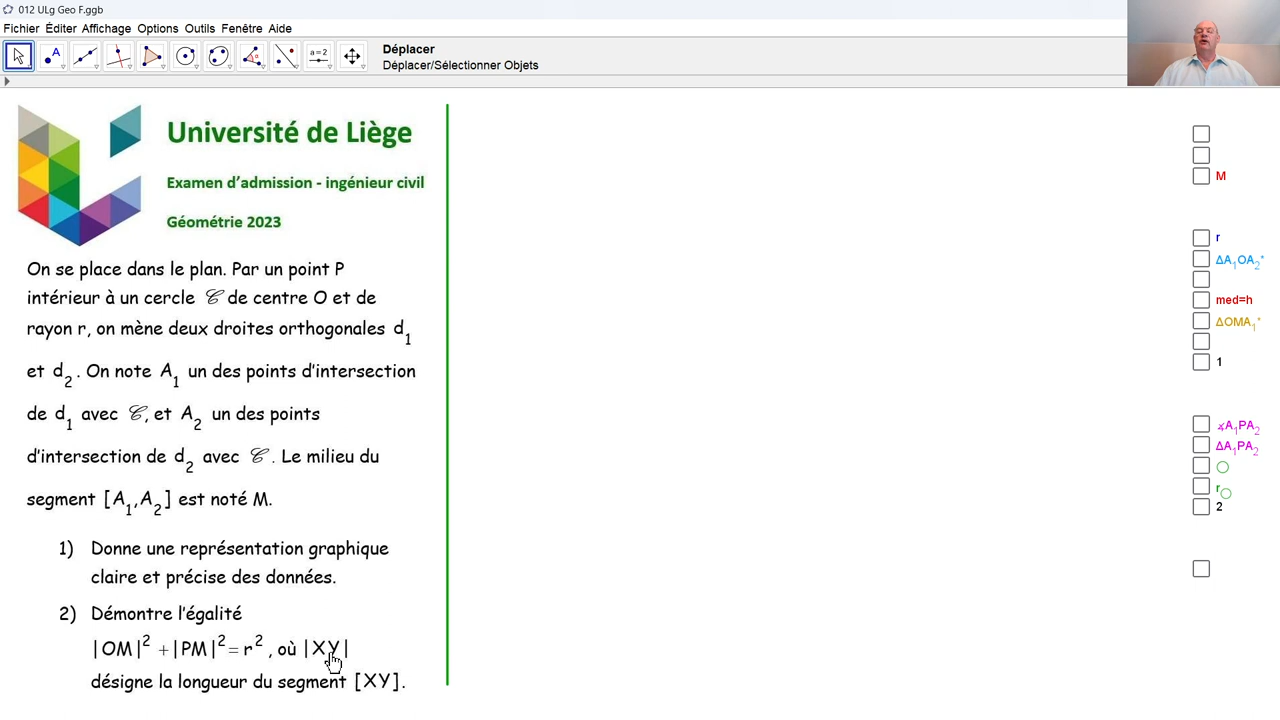 012 ULg Geo F.ggb
Fichier Éditer Affichage Options Outils Fenêtre Aide
A
a=2
Déplacer
Déplacer/Sélectionner Objets
Université de Liège
Examen d’admission - ingénieur civil
Géométrie 2023
On se place dans le plan. Par un point P
intérieur à un cercle 𝒞 de centre O et de
rayon r, on mène deux droites orthogonales d₁
et d₂. On note A₁ un des points d’intersection
de d₁ avec 𝒞, et A₂ un des points
d’intersection de d₂ avec 𝒞. Le milieu du
segment [A₁,A₂] est noté M.
1) Donne une représentation graphique
claire et précise des données.
2) Démontre l’égalité
|OM|² + |PM|² = r², où |XY|
désigne la longueur du segment [XY].
M
r
ΔA₁OA₂*
med=h
ΔOMA₁*
1
∡A₁PA₂
ΔA₁PA₂
○
r○
2